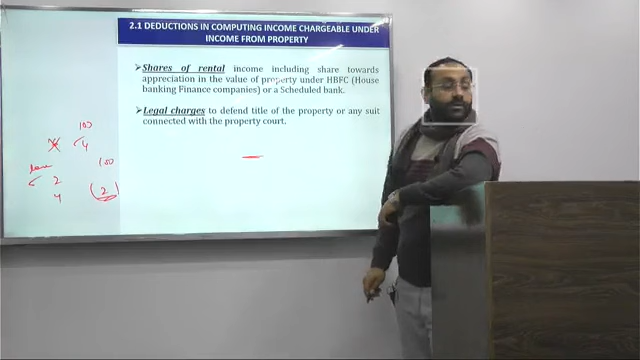 2.1 DEDUCTIONS IN COMPUTING INCOME CHARGEABLE UNDER
INCOME FROM PROPERTY
➢Shares of rental income including share towards
appreciation in the value of property under HBFC (House
banking Finance companies) or a Scheduled bank.
➢Legal charges to defend title of the property or any suit
connected with the property court.
100
4
100
2
4
(2)